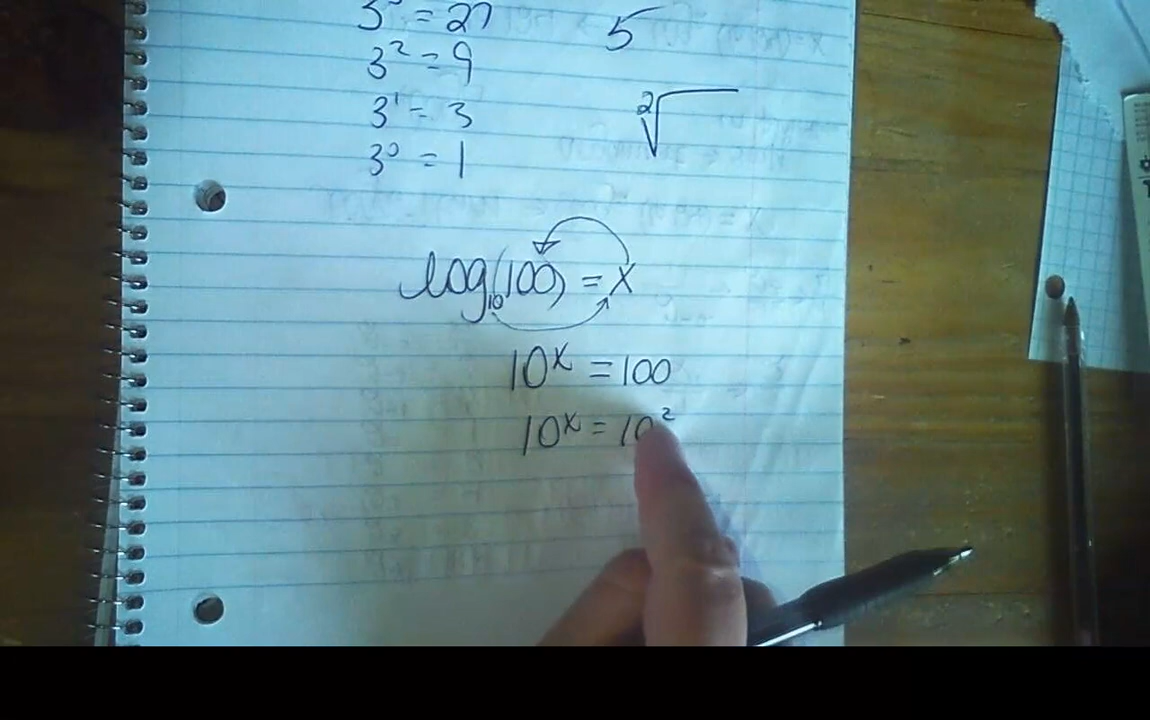 3³ = 27
5
3² = 9
3¹ = 3
²√
3⁰ = 1
log₁₀(100) = x
10ˣ = 100
10ˣ = 10²